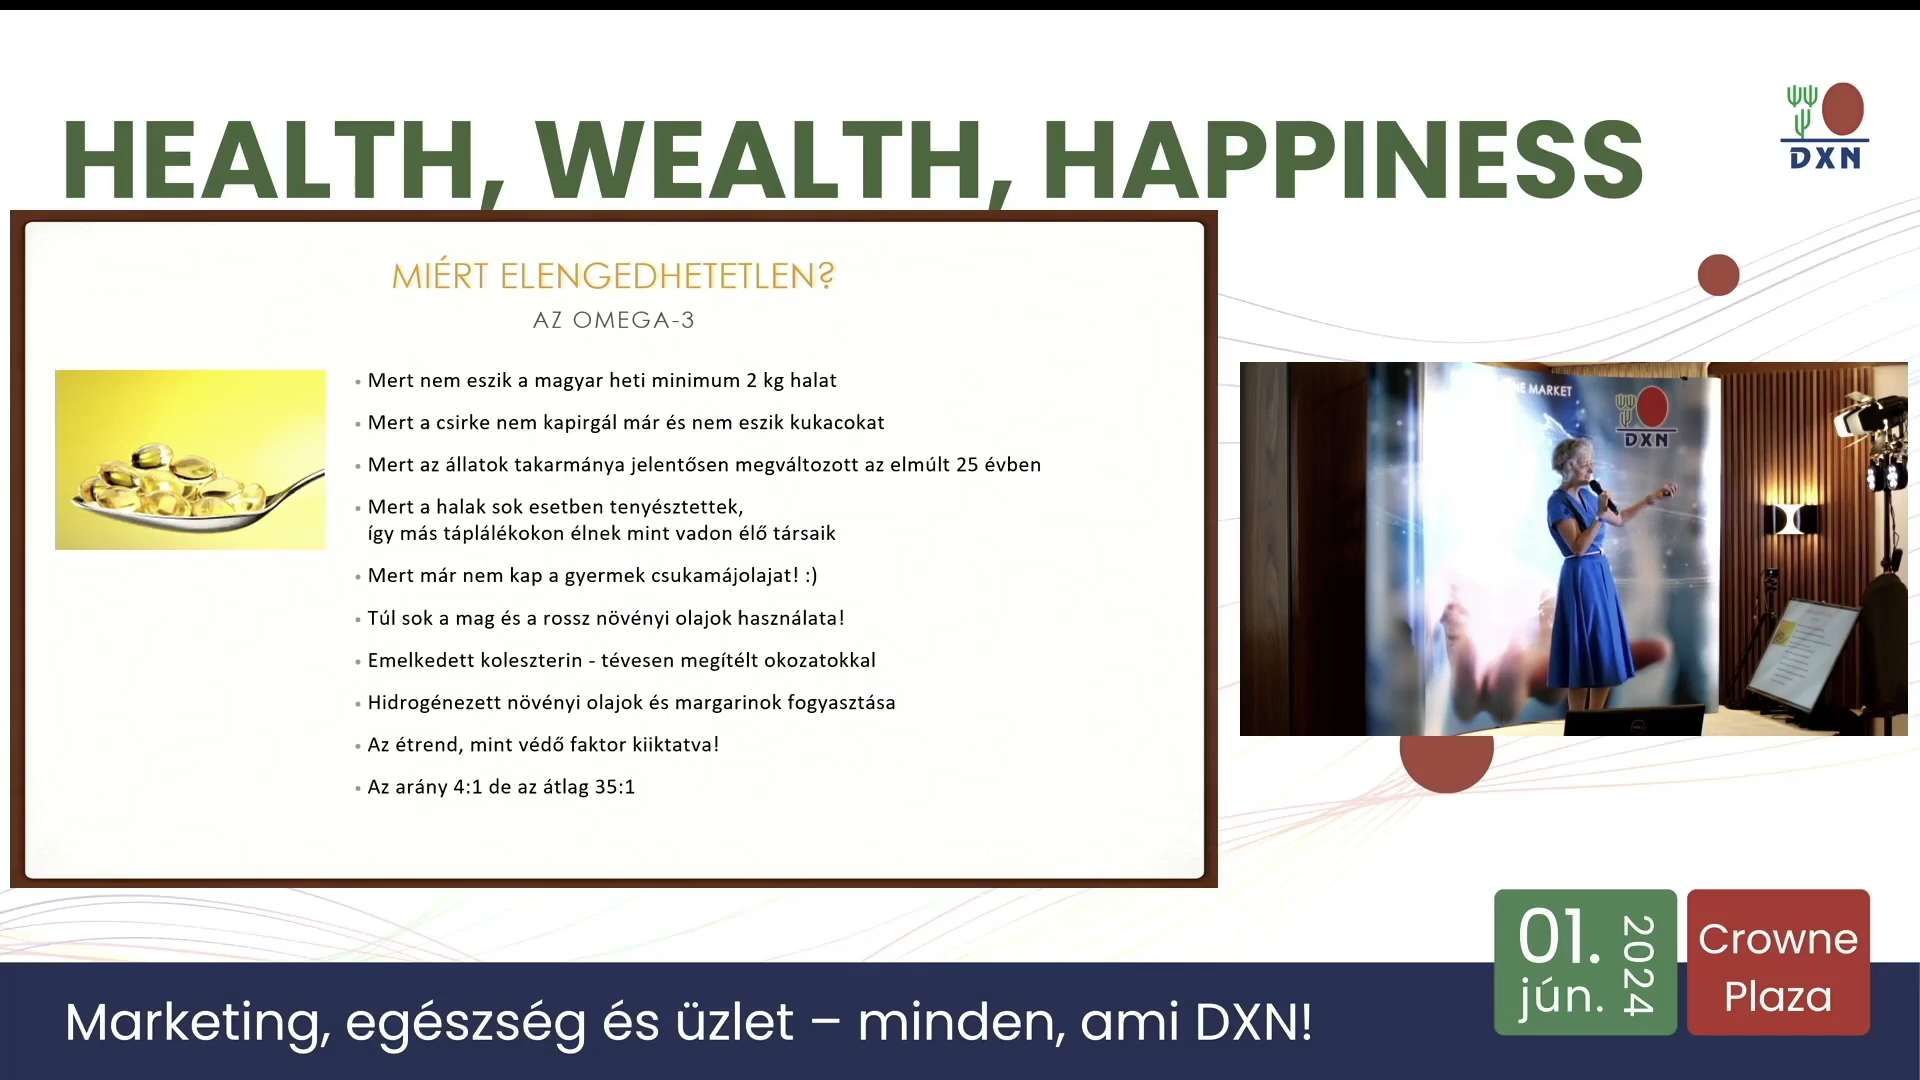 HEALTH, WEALTH, HAPPINESS
DXN
MIÉRT ELENGEDHETETLEN?
AZ OMEGA-3
• Mert nem eszik a magyar heti minimum 2 kg halat
• Mert a csirke nem kapirgál már és nem eszik kukacokat
• Mert az állatok takarmánya jelentősen megváltozott az elmúlt 25 évben
• Mert a halak sok esetben tenyésztettek,
így más táplálékokon élnek mint vadon élő társaik
• Mert már nem kap a gyermek csukamájolajat! :)
• Túl sok a mag és a rossz növényi olajok használata!
• Emelkedett koleszterin - tévesen megítélt okozatokkal
• Hidrogénezett növényi olajok és margarinok fogyasztása
• Az étrend, mint védő faktor kiiktatva!
• Az arány 4:1 de az átlag 35:1
MARKET
DXN
01.
jún.
2024
Crowne
Plaza
Marketing, egészség és üzlet – minden, ami DXN!